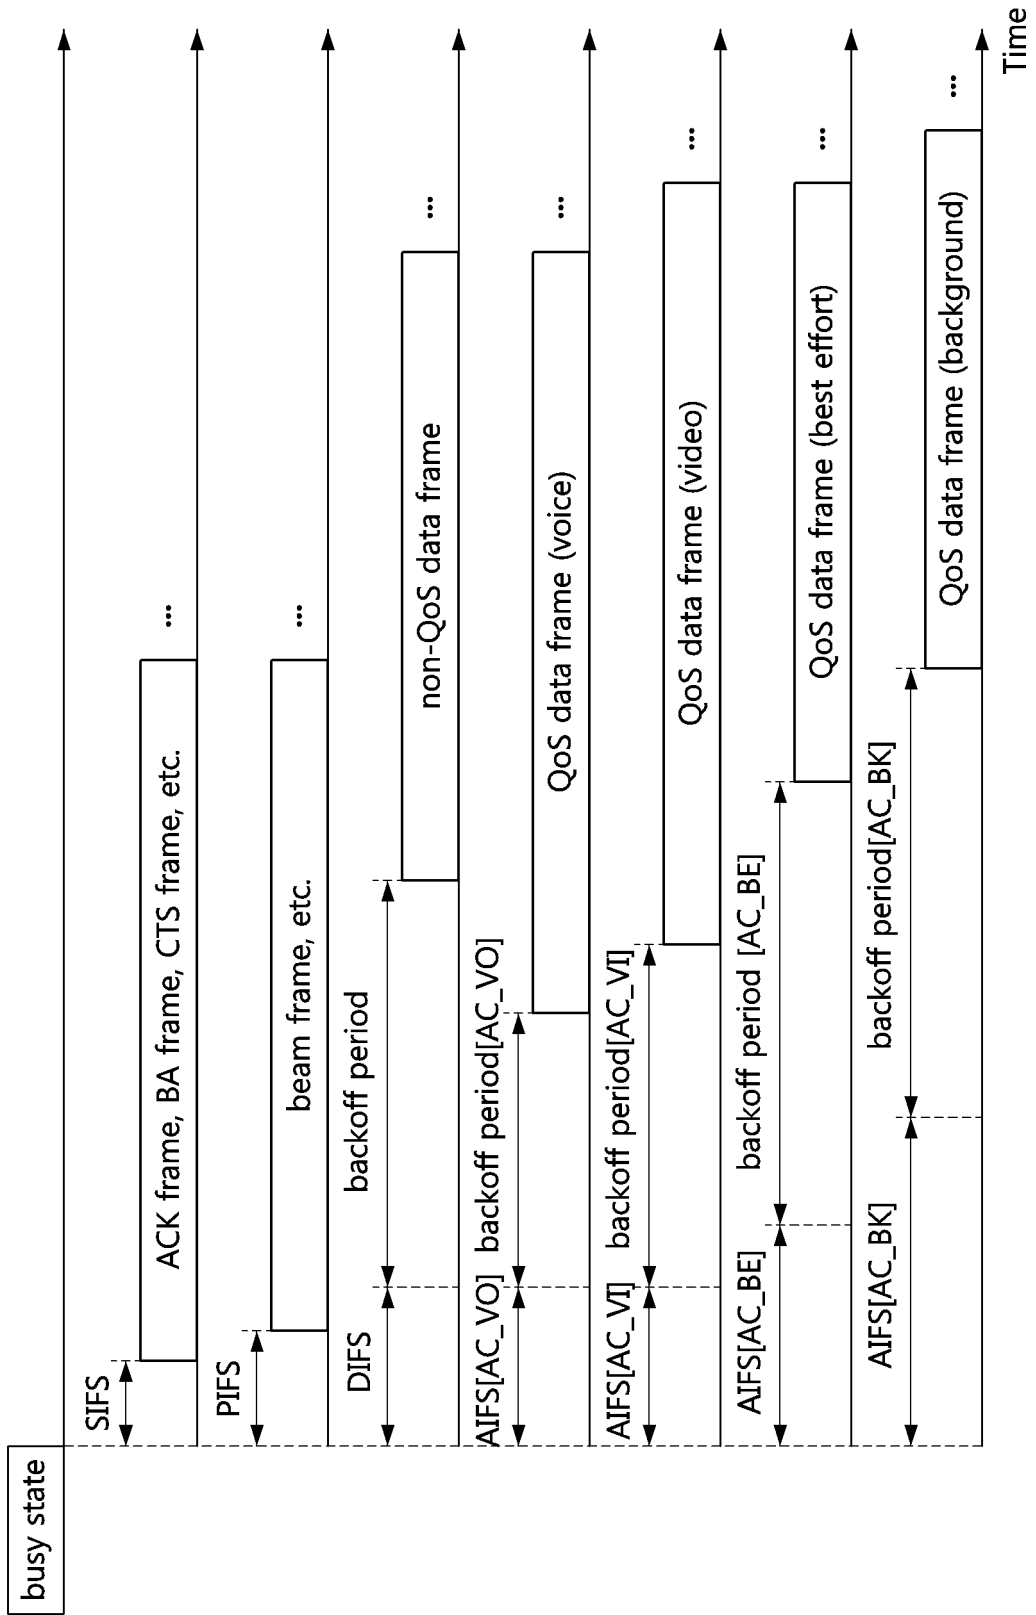 busy state
SIFS
ACK frame, BA frame, CTS frame, etc.
...
PIFS
beam frame, etc.
...
DIFS
backoff period
non-QoS data frame
...
AIFS[AC_VO]
backoff period[AC_VO]
QoS data frame (voice)
...
AIFS[AC_VI]
backoff period[AC_VI]
QoS data frame (video)
...
AIFS[AC_BE]
backoff period [AC_BE]
QoS data frame (best effort)
...
AIFS[AC_BK]
backoff period[AC_BK]
QoS data frame (background)
...
Time